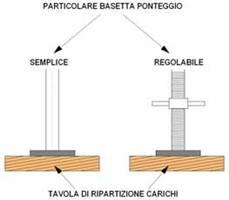 PARTICOLARE BASETTA PONTEGGIO
SEMPLICE
REGOLABILE
TAVOLA DI RIPARTIZIONE CARICHI